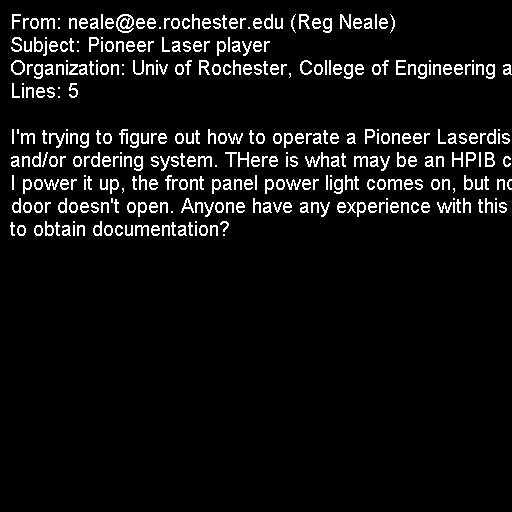 From: neale@ee.rochester.edu (Reg Neale)
Subject: Pioneer Laser player
Organization: Univ of Rochester, College of Engineering a
Lines: 5

I'm trying to figure out how to operate a Pioneer Laserdis
and/or ordering system. THere is what may be an HPIB c
I power it up, the front panel power light comes on, but no
door doesn't open. Anyone have any experience with this
to obtain documentation?